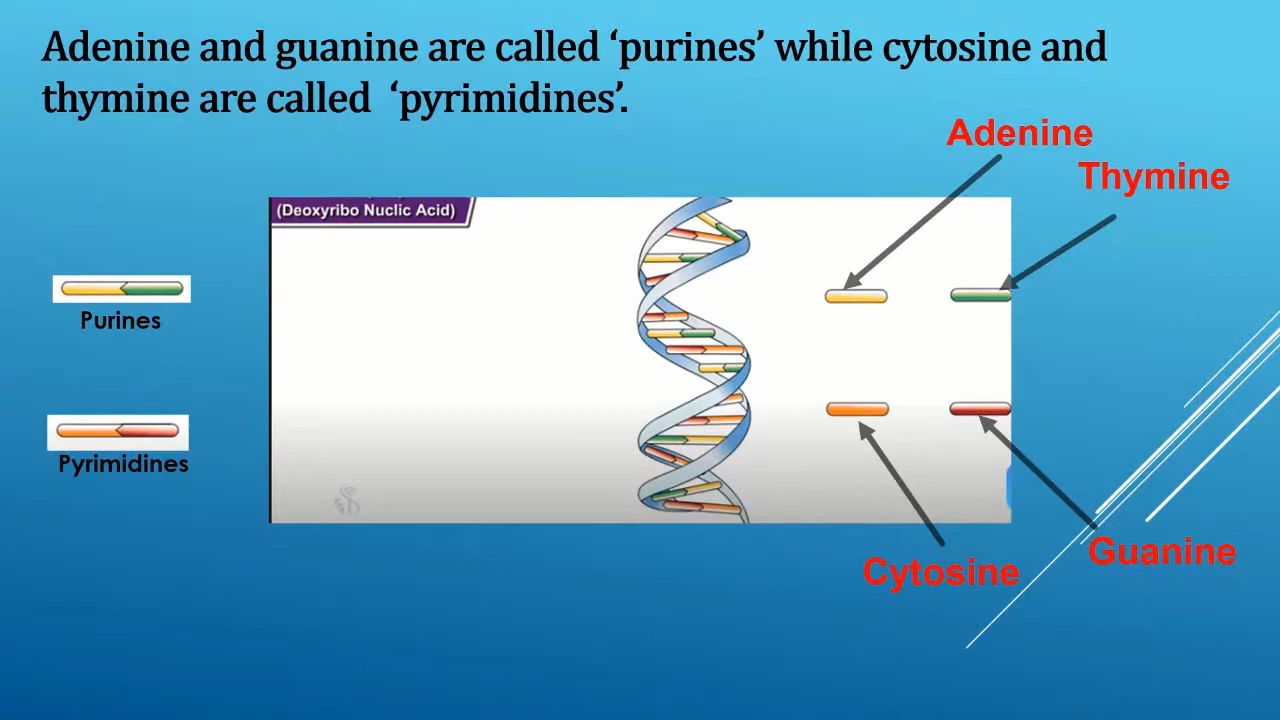 Adenine and guanine are called ‘purines’ while cytosine and
thymine are called ‘pyrimidines’.
Adenine
Thymine
(Deoxyribo Nuclic Acid)
Purines
Pyrimidines
Cytosine
Guanine